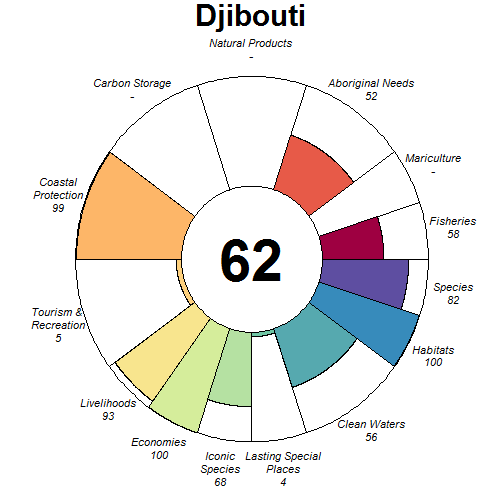 Djibouti
Natural Products
-
Carbon Storage
-
Aboriginal Needs
52
Mariculture
-
Coastal
Protection
99
Fisheries
58
62
Species
82
Tourism &
Recreation
5
Habitats
100
Livelihoods
93
Clean Waters
56
Economies
100
Iconic
Species
68
Lasting Special
Places
4